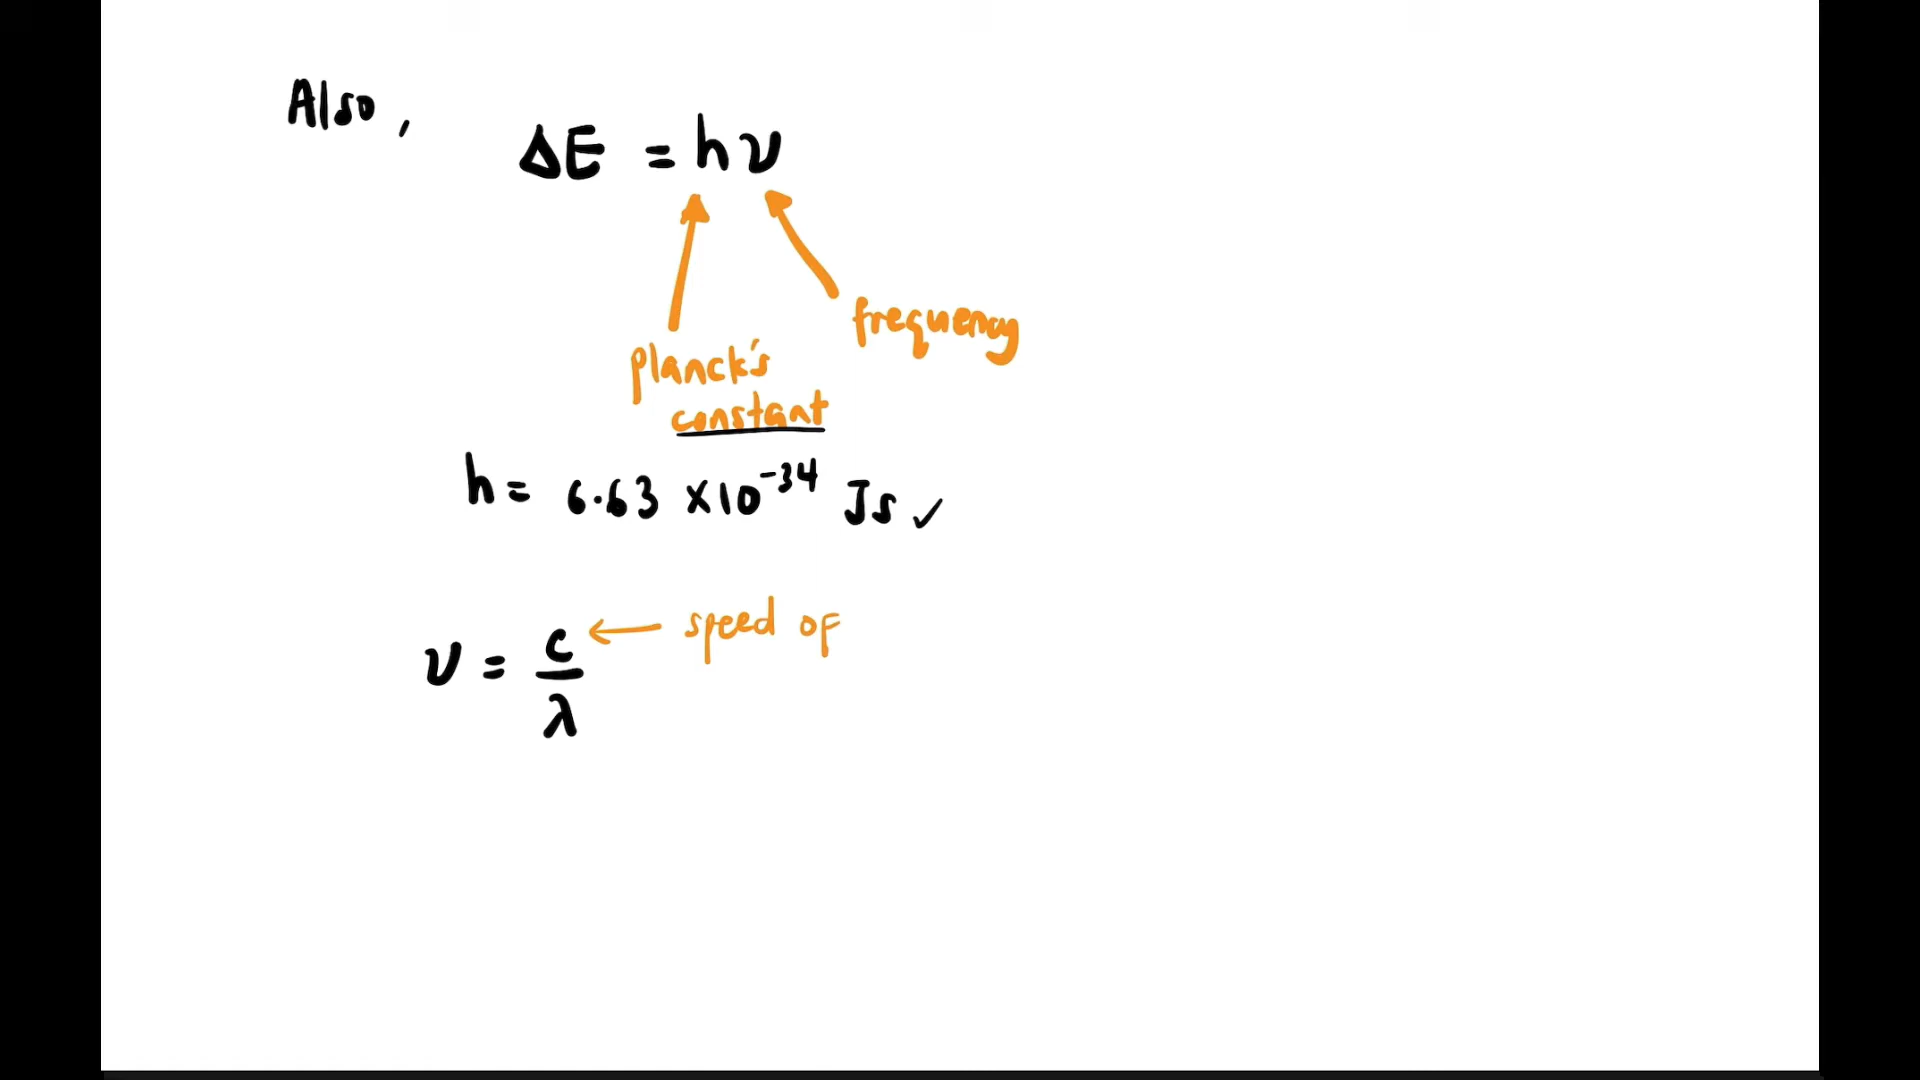 Also,
ΔE = hν
frequency
planck's
constant
h = 6.63 ×10⁻³⁴ Js ✓
ν = c/λ ← speed of